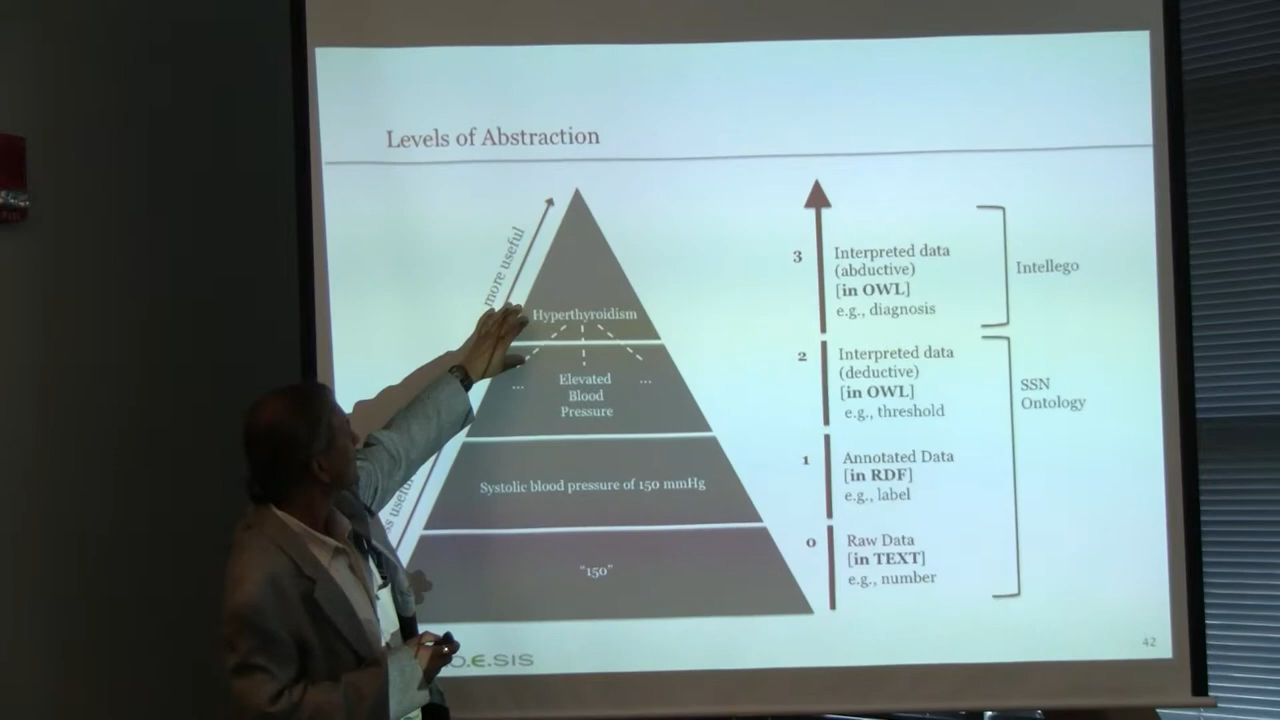 Levels of Abstraction
more useful
Hyperthyroidism
...
Elevated
Blood
Pressure
...
Systolic blood pressure of 150 mmHg
"150"
3
Interpreted data
(abductive)
[in OWL]
e.g., diagnosis
Intellego
2
Interpreted data
(deductive)
[in OWL]
e.g., threshold
SSN
Ontology
1
Annotated Data
[in RDF]
e.g., label
0
Raw Data
[in TEXT]
e.g., number
42